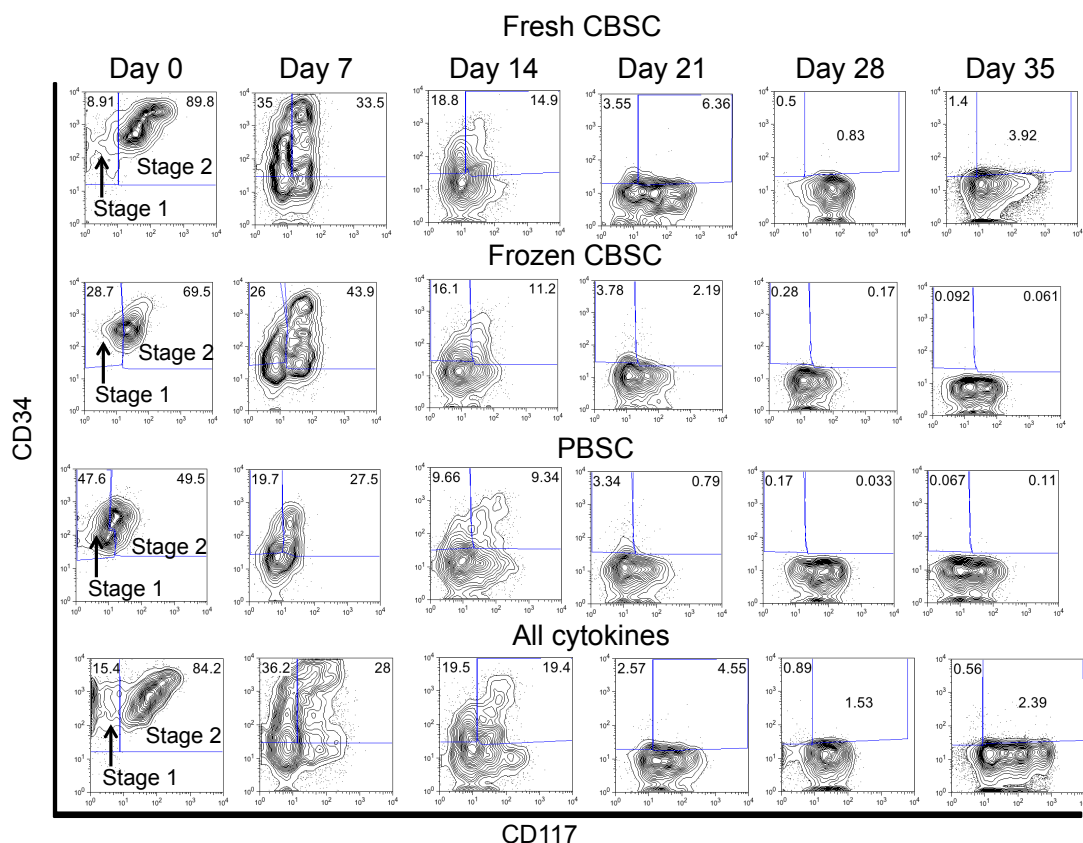 Fresh CBSC
Day 0 Day 7 Day 14 Day 21 Day 28 Day 35
8.91 89.8 35 33.5 18.8 14.9 3.55 6.36 0.5 0.83 1.4 3.92
Stage 2
Stage 1
Frozen CBSC
28.7 69.5 26 43.9 16.1 11.2 3.78 2.19 0.28 0.17 0.092 0.061
Stage 2
Stage 1
PBSC
47.6 49.5 19.7 27.5 9.66 9.34 3.34 0.79 0.17 0.033 0.067 0.11
Stage 2
Stage 1
All cytokines
15.4 84.2 36.2 28 19.5 19.4 2.57 4.55 0.89 1.53 0.56 2.39
Stage 2
Stage 1
CD34
CD117